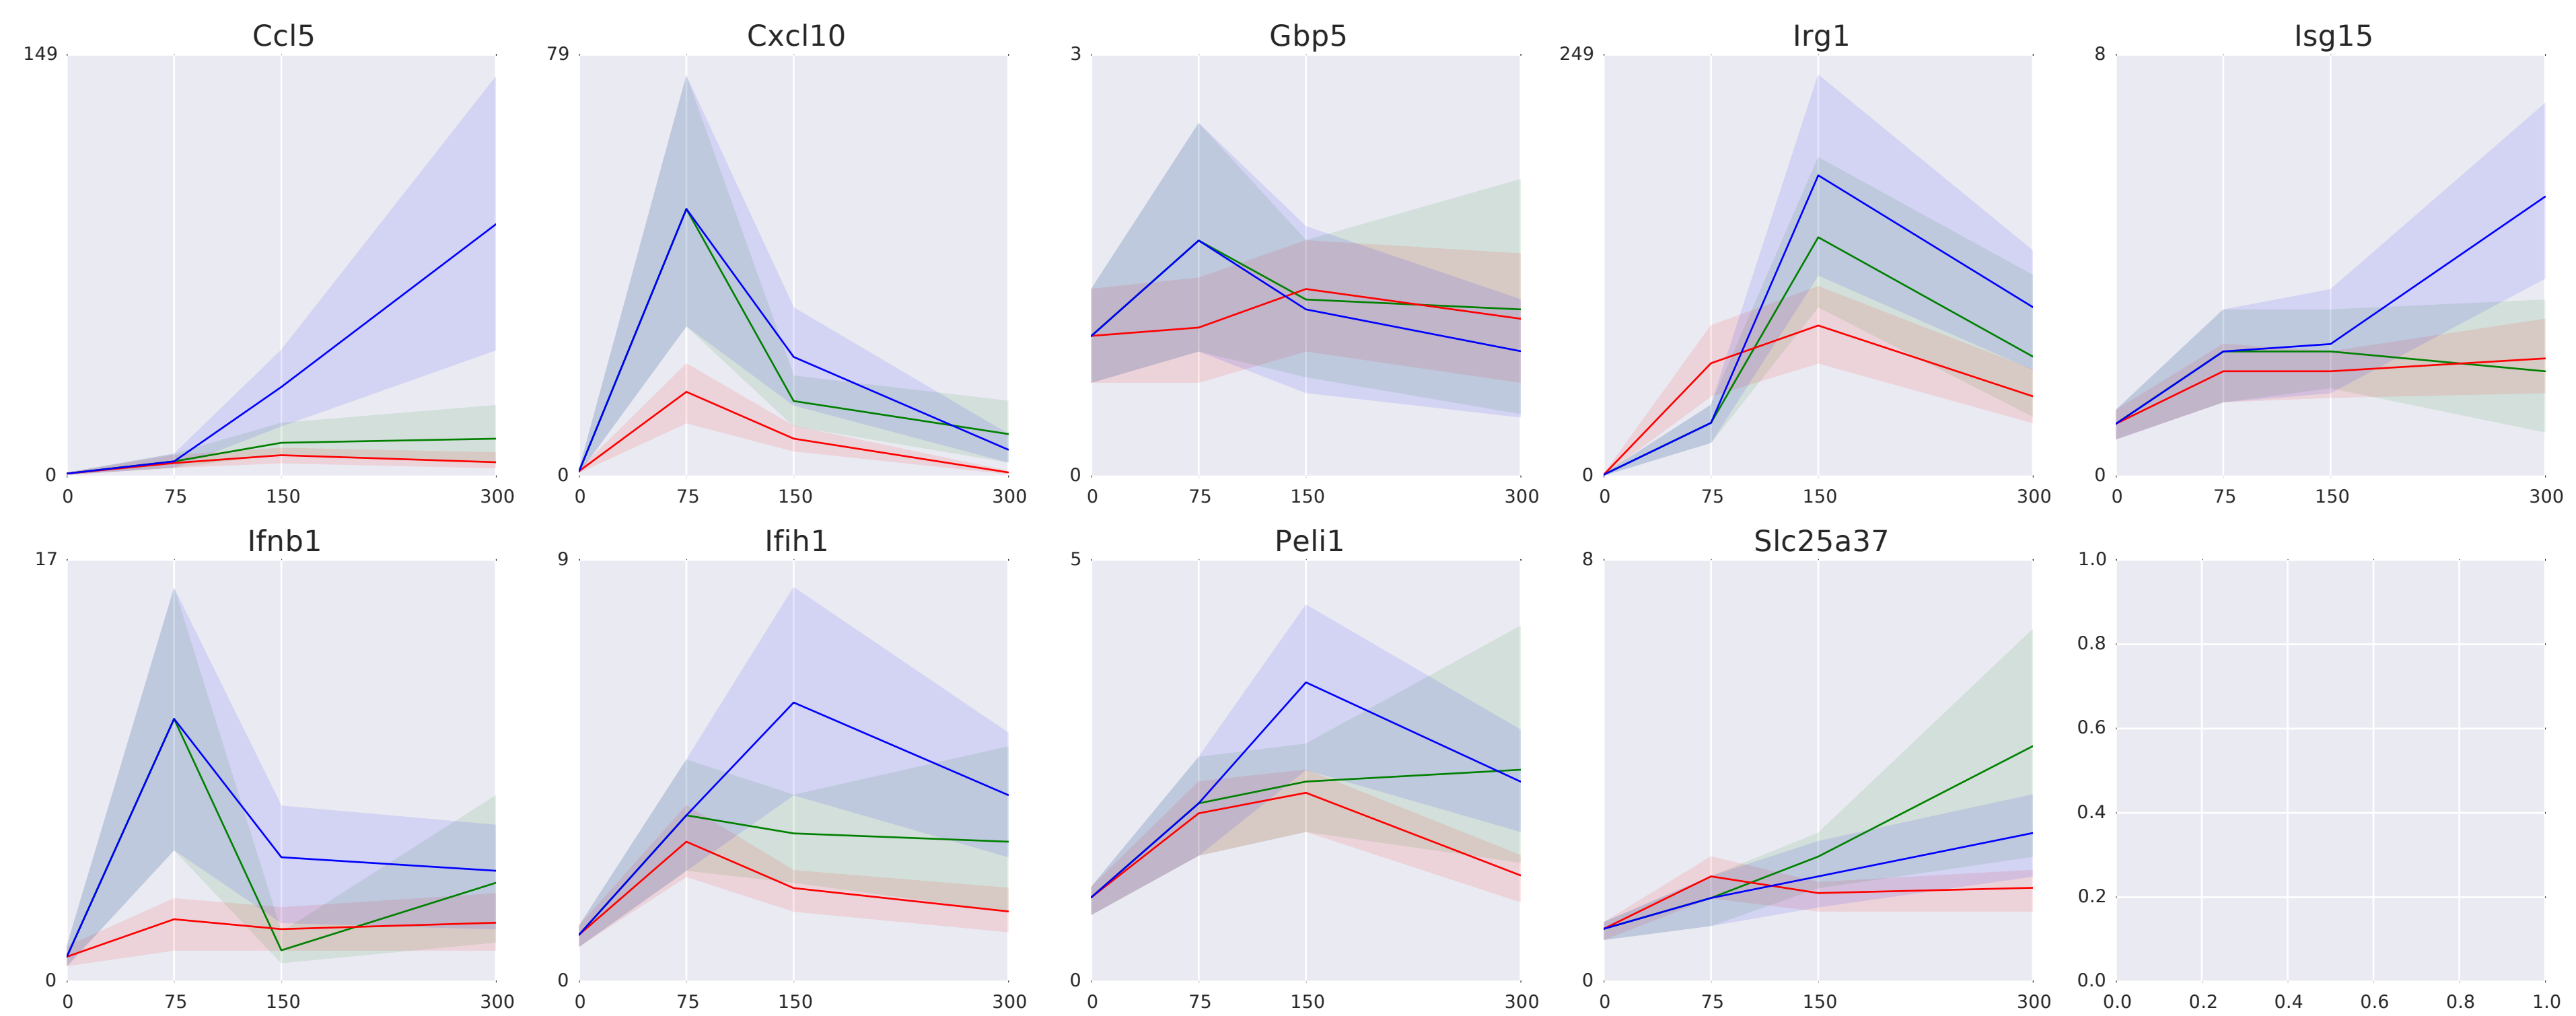 Ccl5 Cxcl10 Gbp5 Irg1 Isg15
149 79 3 249 8
0 0 0 0 0
0 75 150 300 0 75 150 300 0 75 150 300 0 75 150 300 0 75 150 300
Ifnb1 Ifih1 Peli1 Slc25a37
17 9 5 8 1.0
0.8
0.6
0.4
0.2
0 0 0 0 0.0
0 75 150 300 0 75 150 300 0 75 150 300 0 75 150 300 0.0 0.2 0.4 0.6 0.8 1.0